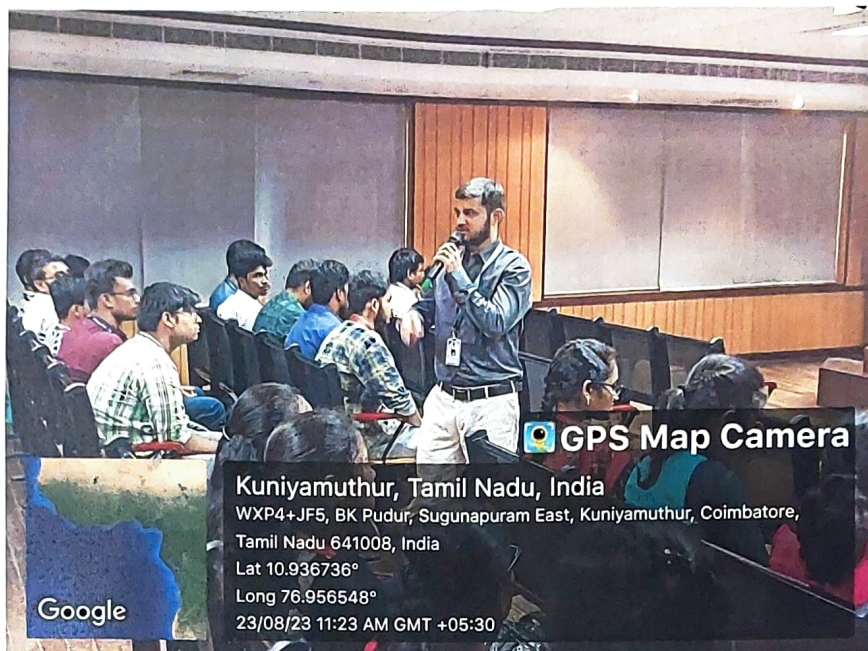 GPS Map Camera
Kuniyamuthur, Tamil Nadu, India
WXP4+JF5, BK Pudur, Sugunapuram East, Kuniyamuthur, Coimbatore,
Tamil Nadu 641008, India
Lat 10.936736°
Long 76.956548°
23/08/23 11:23 AM GMT +05:30
Google